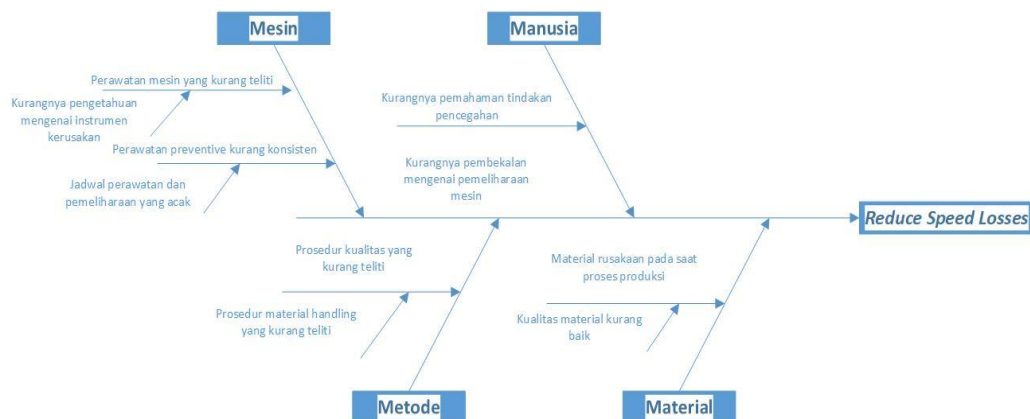 Mesin
Manusia
Perawatan mesin yang kurang teliti
Kurangnya pengetahuan
mengenai instrumen
kerusakan
Perawatan preventive kurang konsisten
Jadwal perawatan dan
pemeliharaan yang acak
Kurangnya pemahaman tindakan
pencegahan
Kurangnya pembekalan
mengenai pemeliharaan
mesin
Reduce Speed Losses
Prosedur kualitas yang
kurang teliti
Prosedur material handling
yang kurang teliti
Material rusakaan pada saat
proses produksi
Kualitas material kurang
baik
Metode
Material